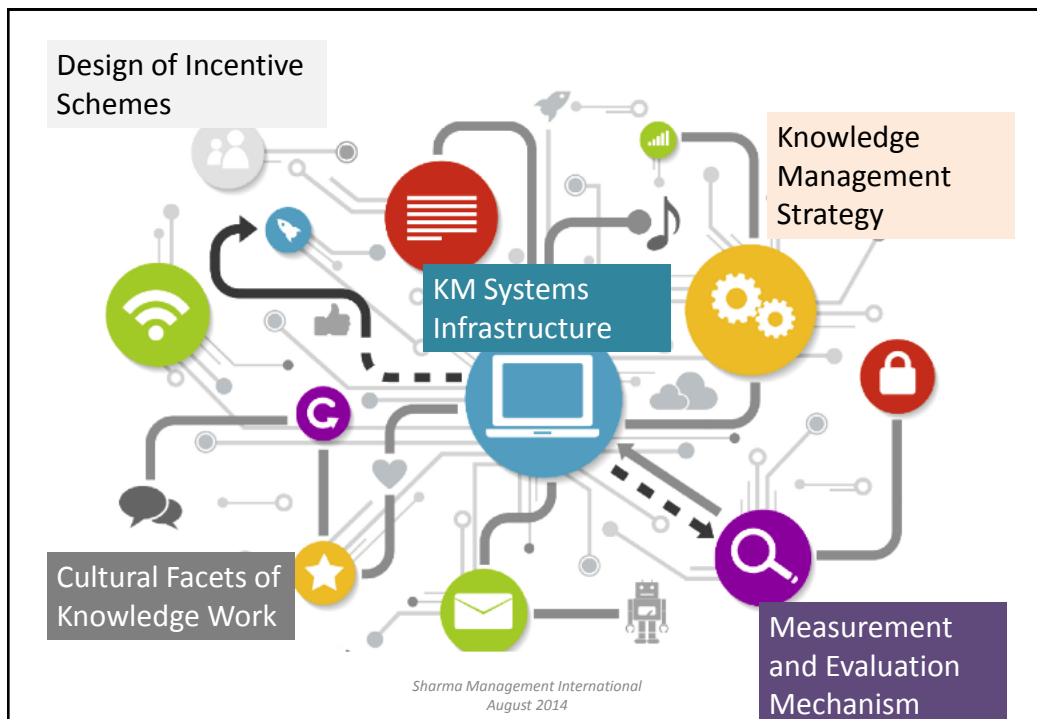 Design of Incentive
Schemes
Knowledge
Management
Strategy
KM Systems
Infrastructure
Cultural Facets of
Knowledge Work
Measurement
and Evaluation
Mechanism
Sharma Management International
August 2014